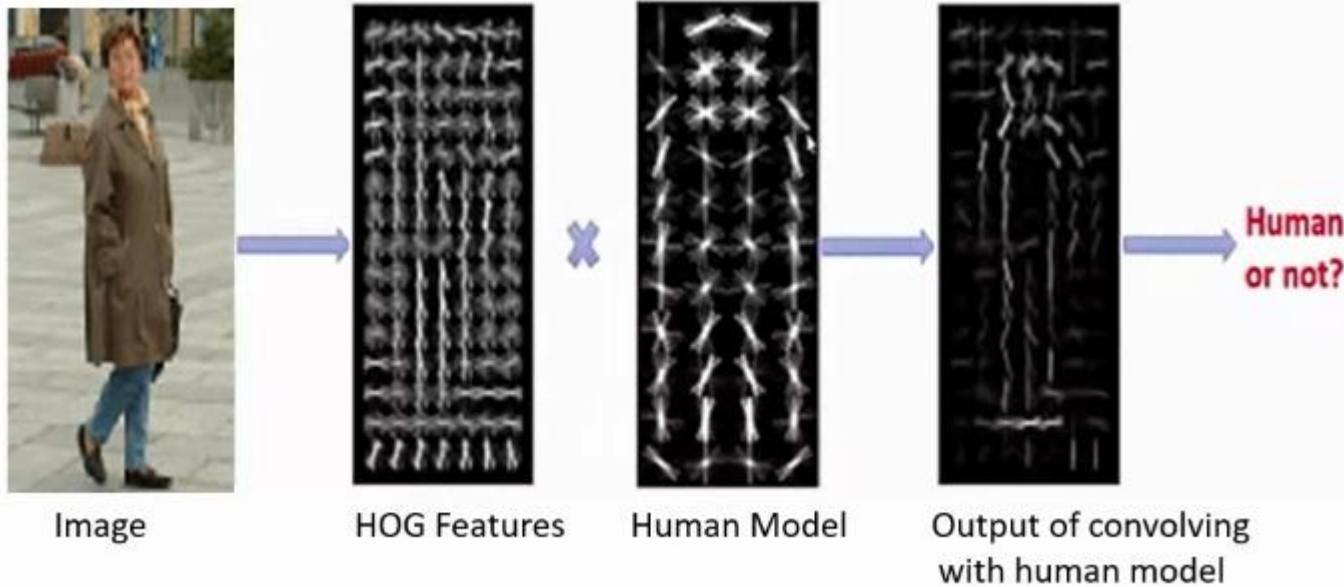 Human
or not?
Image
HOG Features
Human Model
Output of convolving
with human model